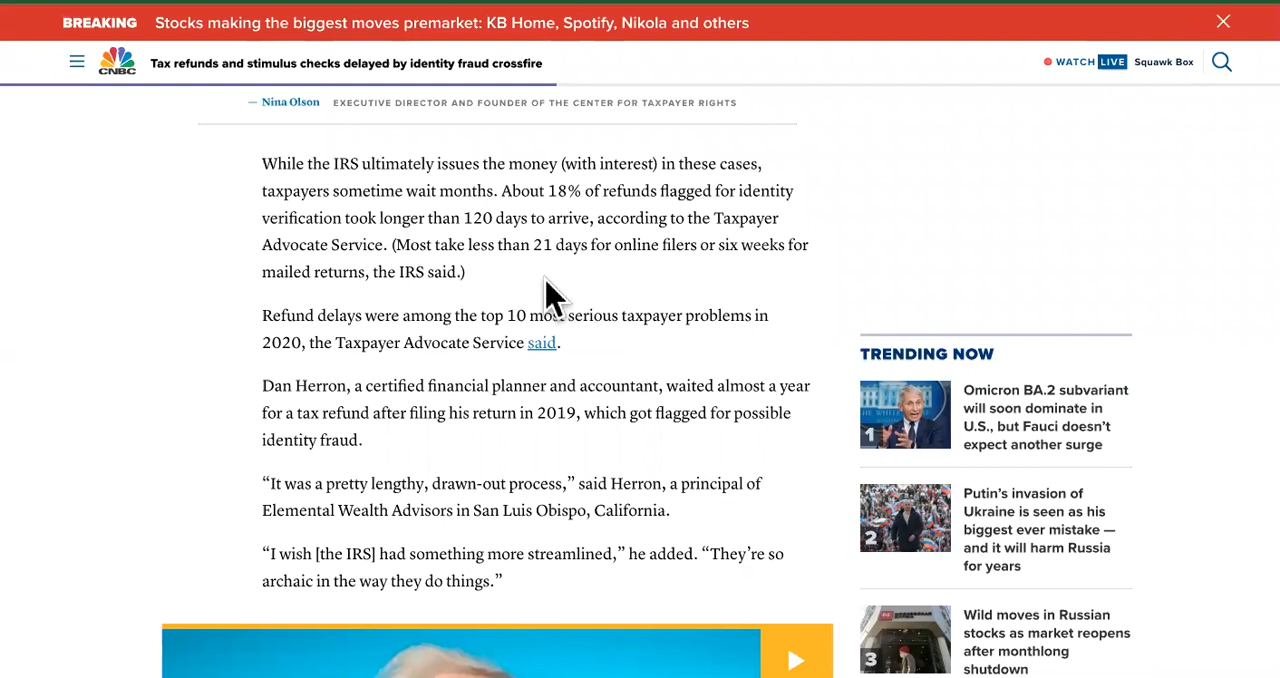 BREAKING Stocks making the biggest moves premarket: KB Home, Spotify, Nikola and others
CNBC
Tax refunds and stimulus checks delayed by identity fraud crossfire
WATCH LIVE Squawk Box
— Nina Olson EXECUTIVE DIRECTOR AND FOUNDER OF THE CENTER FOR TAXPAYER RIGHTS
While the IRS ultimately issues the money (with interest) in these cases,
taxpayers sometime wait months. About 18% of refunds flagged for identity
verification took longer than 120 days to arrive, according to the Taxpayer
Advocate Service. (Most take less than 21 days for online filers or six weeks for
mailed returns, the IRS said.)
Refund delays were among the top 10 most serious taxpayer problems in
2020, the Taxpayer Advocate Service said.
Dan Herron, a certified financial planner and accountant, waited almost a year
for a tax refund after filing his return in 2019, which got flagged for possible
identity fraud.
“It was a pretty lengthy, drawn-out process,” said Herron, a principal of
Elemental Wealth Advisors in San Luis Obispo, California.
“I wish [the IRS] had something more streamlined,” he added. “They’re so
archaic in the way they do things.”
TRENDING NOW
1
Omicron BA.2 subvariant
will soon dominate in
U.S., but Fauci doesn’t
expect another surge
2
Putin’s invasion of
Ukraine is seen as his
biggest ever mistake —
and it will harm Russia
for years
3
Wild moves in Russian
stocks as market reopens
after monthlong
shutdown